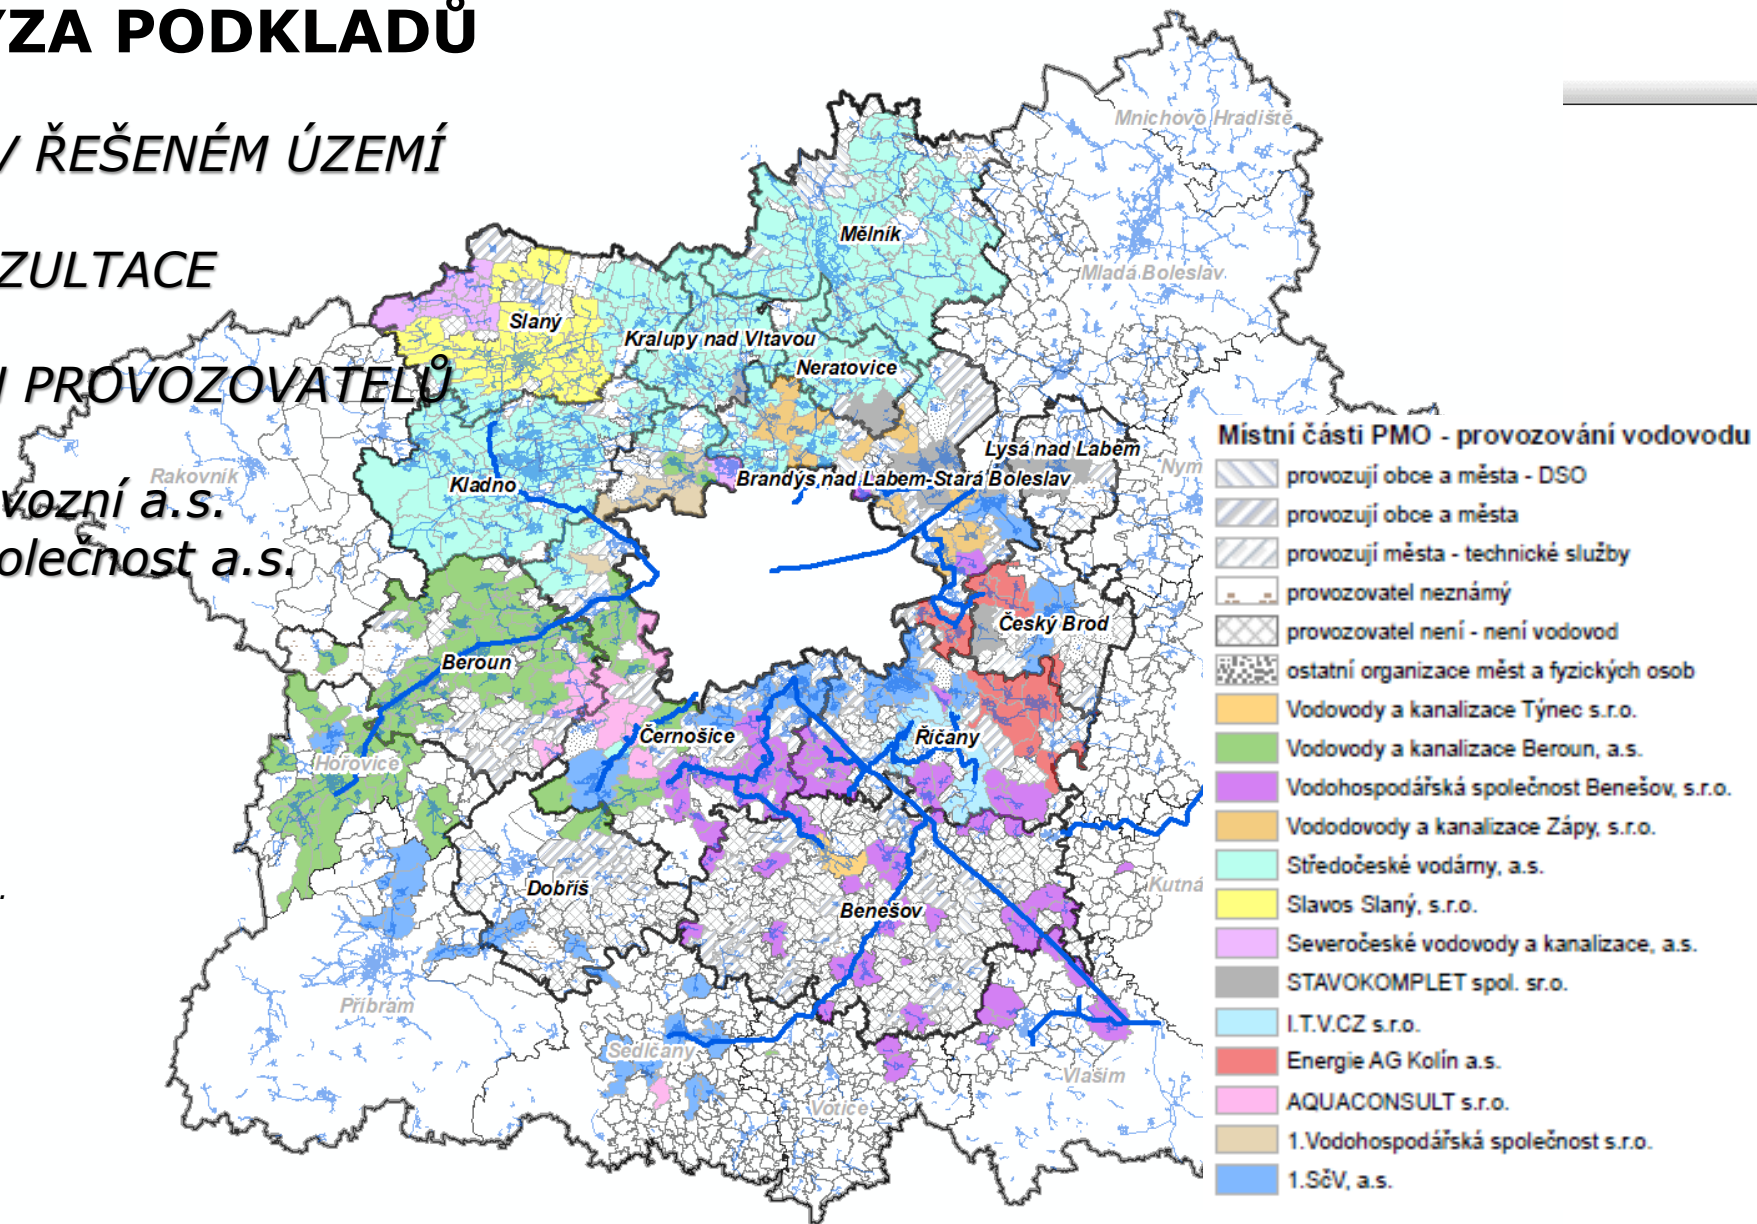 ÝZA PODKLADŮ
V ŘEŠENÉM ÚZEMÍ
ZULTACE
I PROVOZOVATELŮ
vozní a.s.
olečnost a.s.
.
Mnichovo Hradiště
Mělník
Mladá Boleslav
Slaný
Kralupy nad Vltavou
Neratovice
Lysá nad Labem
Nym
Rakovník
Kladno
Brandýs nad Labem-Stará Boleslav
Český Brod
Beroun
Černošice
Říčany
Hořovice
Dobříš
Kutná
Benešov
Příbram
Sedlčany
Vlašim
Votice
Místní části PMO - provozování vodovodu
provozují obce a města - DSO
provozují obce a města
provozují města - technické služby
provozovatel neznámý
provozovatel není - není vodovod
ostatní organizace měst a fyzických osob
Vodovody a kanalizace Týnec s.r.o.
Vodovody a kanalizace Beroun, a.s.
Vodohospodářská společnost Benešov, s.r.o.
Vododovody a kanalizace Zápy, s.r.o.
Středočeské vodárny, a.s.
Slavos Slaný, s.r.o.
Severočeské vodovody a kanalizace, a.s.
STAVOKOMPLET spol. sr.o.
I.T.V.CZ s.r.o.
Energie AG Kolín a.s.
AQUACONSULT s.r.o.
1.Vodohospodářská společnost s.r.o.
1.SčV, a.s.